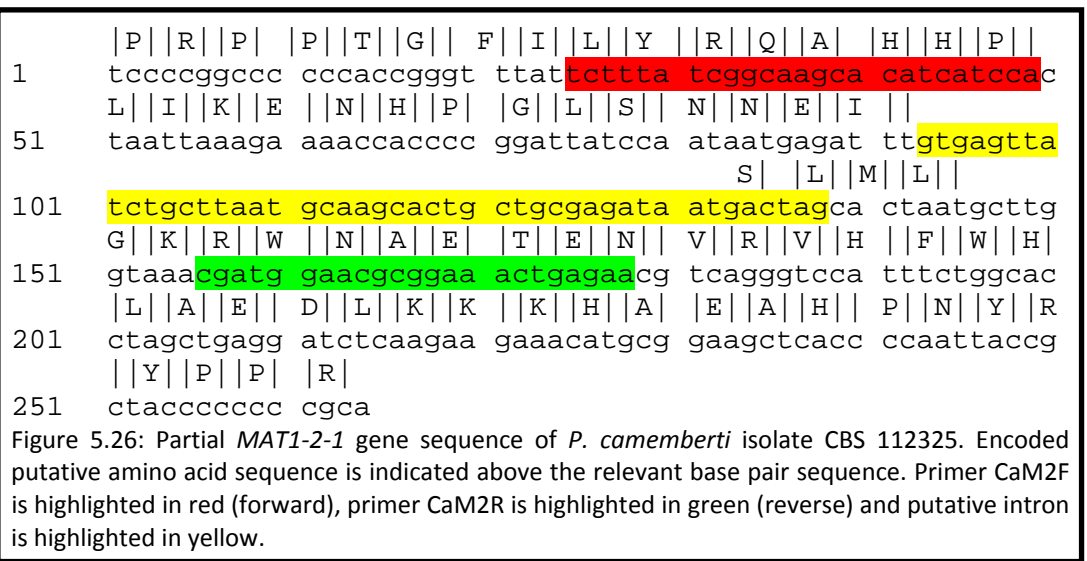 |P||R||P| |P||T||G|| F||I||L||Y ||R||Q||A| |H||H||P||
1 tccccggccc cccaccgggt ttattcttta tcggcaagca catcatccac
L||I||K||E ||N||H||P| |G||L||S|| N||N||E||I ||
51 taattaaaga aaaccacccc ggattatcca ataatgagat ttgtgagtta
S| |L||M||L||
101 tctgcttaat gcaagcactg ctgcgagata atgactagca ctaatgcttg
G||K||R||W ||N||A||E| |T||E||N|| V||R||V||H ||F||W||H|
151 gtaaacgatg gaacgcggaa actgagaacg tcagggtcca tttctggcac
|L||A||E|| D||L||K||K ||K||H||A| |E||A||H|| P||N||Y||R
201 ctagctgagg atctcaagaa gaaacatgcg gaagctcacc ccaattaccg
||Y||P||P| |R|
251 ctaccccccc cgca
Figure 5.26: Partial MAT1-2-1 gene sequence of P. camemberti isolate CBS 112325. Encoded
putative amino acid sequence is indicated above the relevant base pair sequence. Primer CaM2F
is highlighted in red (forward), primer CaM2R is highlighted in green (reverse) and putative intron
is highlighted in yellow.